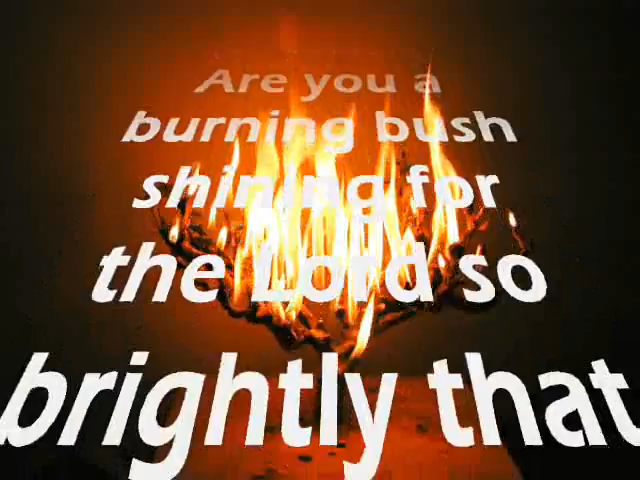 Are you a
burning bush
shining for
the Lord so
brightly that